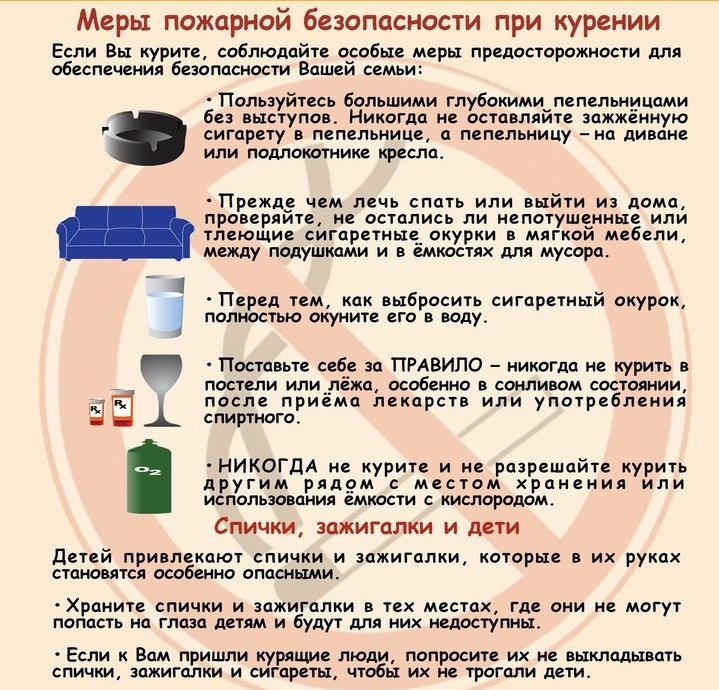 Меры пожарной безопасности при курении
Если Вы курите, соблюдайте особые меры предосторожности для
обеспечения безопасности Вашей семьи:
• Пользуйтесь большими глубокими пепельницами
без выступов. Никогда не оставляйте зажжённую
сигарету в пепельнице, а пепельницу – на диване
или подлокотнике кресла.
• Прежде чем лечь спать или выйти из дома,
проверяйте, не остались ли непотушенные или
тлеющие сигаретные окурки в мягкой мебели,
между подушками и в ёмкостях для мусора.
• Перед тем, как выбросить сигаретный окурок,
полностью окуните его в воду.
• Поставьте себе за ПРАВИЛО – никогда не курить в
постели или лёжа, особенно в сонливом состоянии,
после приёма лекарств или употребления
спиртного.
Rx Rx
O2
• НИКОГДА не курите и не разрешайте курить
другим рядом с местом хранения или
использования ёмкости с кислородом.
Спички, зажигалки и дети
Детей привлекают спички и зажигалки, которые в их руках
становятся особенно опасными.
• Храните спички и зажигалки в тех местах, где они не могут
попасть на глаза детям и будут для них недоступны.
• Если к Вам пришли курящие люди, попросите их не выкладывать
спички, зажигалки и сигареты, чтобы их не трогали дети.